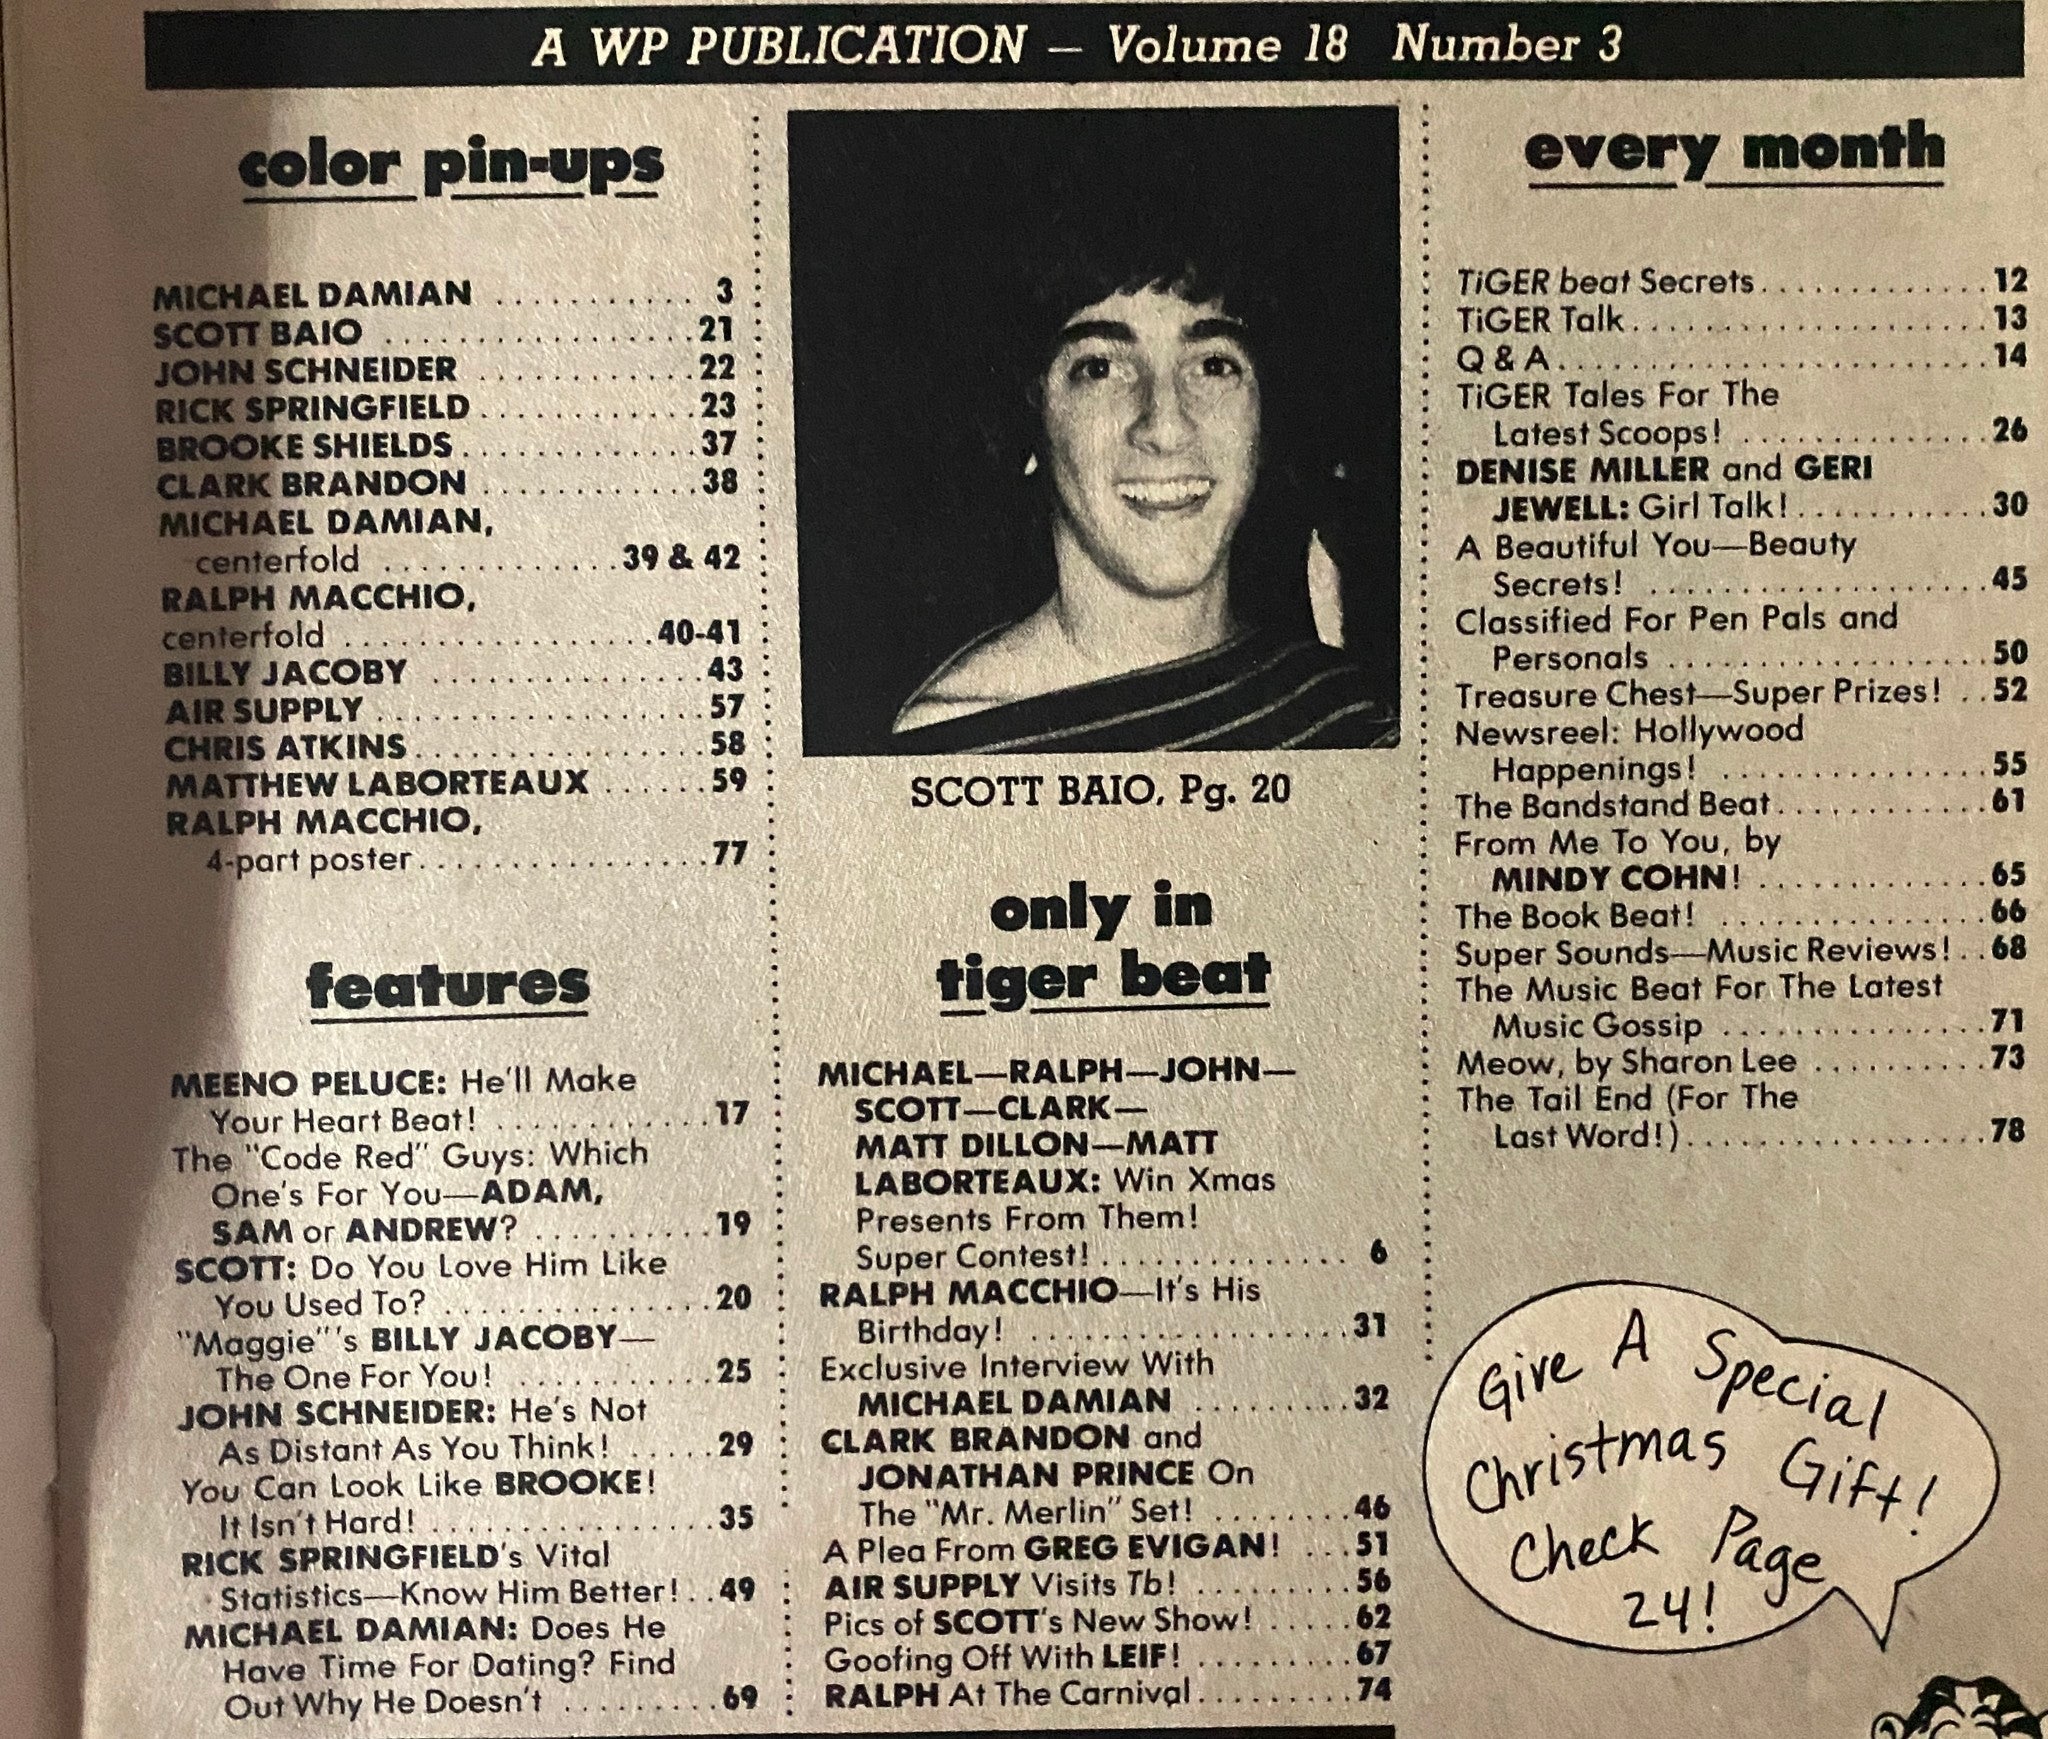 A WP PUBLICATION — Volume 18 Number 3
color pin-ups
MICHAEL DAMIAN ........... 3
SCOTT BAIO ................. 21
JOHN SCHNEIDER ............ 22
RICK SPRINGFIELD ............ 23
BROOKE SHIELDS ............. 37
CLARK BRANDON ............ 38
MICHAEL DAMIAN,
centerfold ............. 39 & 42
RALPH MACCHIO,
centerfold ................. 40-41
BILLY JACOBY ............... 43
AIR SUPPLY .................. 57
CHRIS ATKINS ................ 58
MATTHEW LABORTEAUX ...... 59
RALPH MACCHIO,
4-part poster ................ 77
features
MEENO PELUCE: He'll Make
Your Heart Beat! ............ 17
The "Code Red" Guys: Which
One's For You—ADAM,
SAM or ANDREW? .......... 19
SCOTT: Do You Love Him Like
You Used To? ............... 20
"Maggie"'s BILLY JACOBY—
The One For You! ........... 25
JOHN SCHNEIDER: He's Not
As Distant As You Think! ..... 29
You Can Look Like BROOKE!
It Isn't Hard! ................ 35
RICK SPRINGFIELD's Vital
Statistics—Know Him Better! .. 49
MICHAEL DAMIAN: Does He
Have Time For Dating? Find
Out Why He Doesn't ......... 69
SCOTT BAIO, Pg. 20
only in
tiger beat
MICHAEL—RALPH—JOHN—
SCOTT—CLARK—
MATT DILLON—MATT
LABORTEAUX: Win Xmas
Presents From Them!
Super Contest! .............. 6
RALPH MACCHIO—It's His
Birthday! ................... 31
Exclusive Interview With
MICHAEL DAMIAN ......... 32
CLARK BRANDON and
JONATHAN PRINCE On
The "Mr. Merlin" Set! ........ 46
A Plea From GREG EVIGAN! ... 51
AIR SUPPLY Visits Tb! ......... 56
Pics of SCOTT's New Show! ..... 62
Goofing Off With LEIF! ......... 67
RALPH At The Carnival ......... 74
every month
TiGER beat Secrets ............. 12
TiGER Talk ..................... 13
Q & A ......................... 14
TiGER Tales For The
Latest Scoops! .............. 26
DENISE MILLER and GERI
JEWELL: Girl Talk! ........... 30
A Beautiful You—Beauty
Secrets! .................... 45
Classified For Pen Pals and
Personals ................... 50
Treasure Chest—Super Prizes! .. 52
Newsreel: Hollywood
Happenings! ................ 55
The Bandstand Beat ............ 61
From Me To You, by
MINDY COHN! .............. 65
The Book Beat! ................ 66
Super Sounds—Music Reviews! .. 68
The Music Beat For The Latest
Music Gossip ................ 71
Meow, by Sharon Lee .......... 73
The Tail End (For The
Last Word!) .................. 78
Give A Special
Christmas Gift!
Check Page
24!